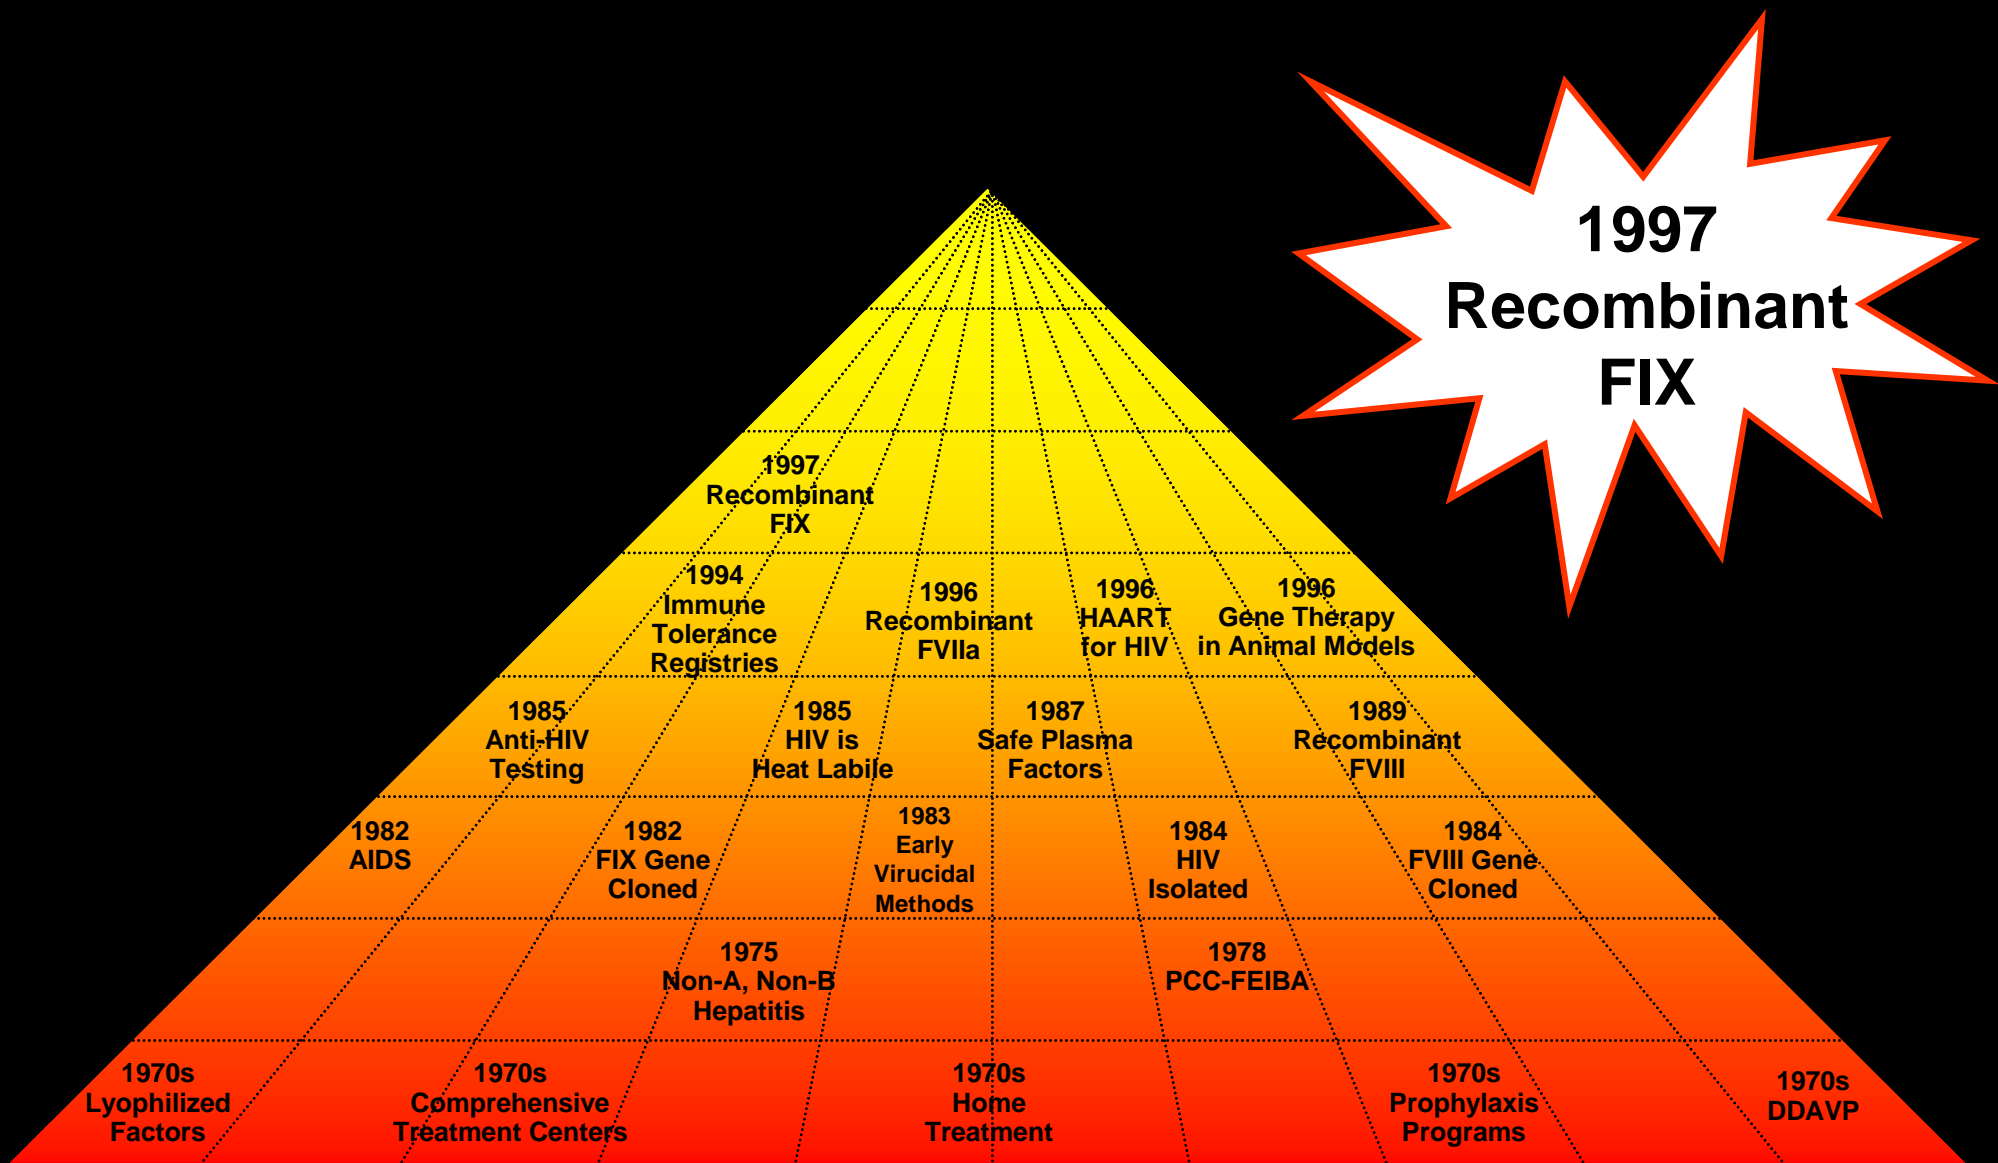 1997
Recombinant
FIX
1997
Recombinant
FIX
1994
Immune
Tolerance
Registries
1996
Recombinant
FVIIa
1996
HAART
for HIV
1996
Gene Therapy
in Animal Models
1985
Anti-HIV
Testing
1985
HIV is
Heat Labile
1987
Safe Plasma
Factors
1989
Recombinant
FVIII
1982
AIDS
1982
FIX Gene
Cloned
1983
Early
Virucidal
Methods
1984
HIV
Isolated
1984
FVIII Gene
Cloned
1975
Non-A, Non-B
Hepatitis
1978
PCC-FEIBA
1970s
Lyophilized
Factors
1970s
Comprehensive
Treatment Centers
1970s
Home
Treatment
1970s
Prophylaxis
Programs
1970s
DDAVP